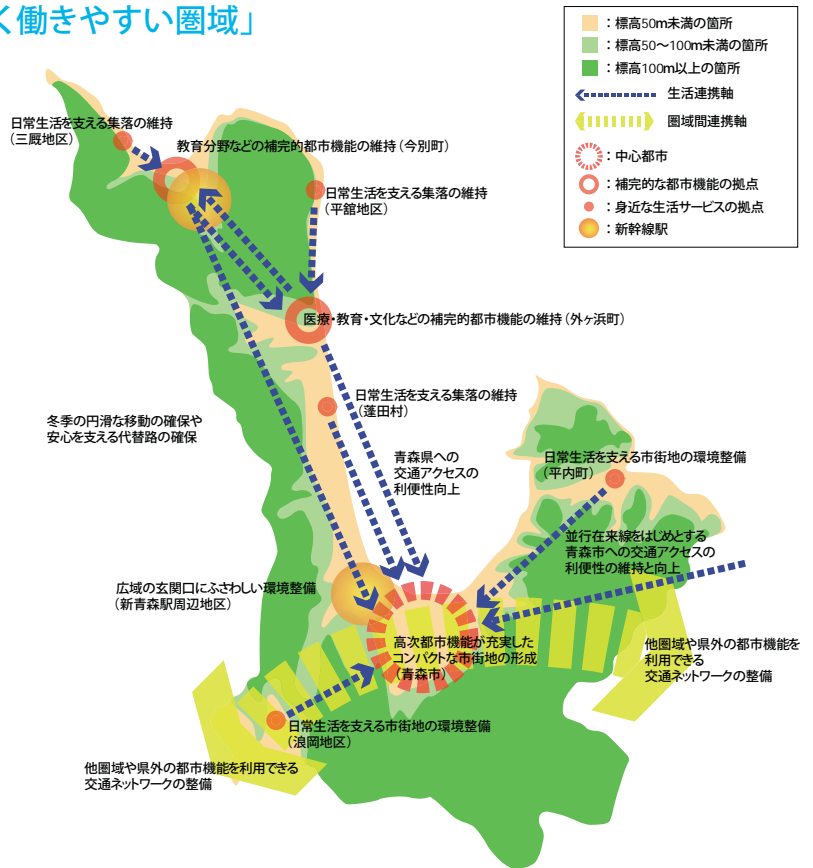 く働きやすい圏域」
：標高50m未満の箇所
：標高50～100m未満の箇所
：標高100m以上の箇所
生活連携軸
圏域間連携軸
：中心都市
：補完的な都市機能の拠点
：身近な生活サービスの拠点
：新幹線駅
日常生活を支える集落の維持
（三厩地区）
教育分野などの補完的都市機能の維持（今別町）
日常生活を支える集落の維持
（平舘地区）
医療・教育・文化などの補完的都市機能の維持（外ヶ浜町）
日常生活を支える集落の維持
（蓬田村）
冬季の円滑な移動の確保や
安心を支える代替路の確保
青森県への
交通アクセスの
利便性向上
日常生活を支える市街地の環境整備
（平内町）
並行在来線をはじめとする
青森市への交通アクセスの
利便性の維持と向上
広域の玄関口にふさわしい環境整備
（新青森駅周辺地区）
高次都市機能が充実した
コンパクトな市街地の形成
（青森市）
他圏域や県外の都市機能を
利用できる
交通ネットワークの整備
日常生活を支える市街地の環境整備
（浪岡地区）
他圏域や県外の都市機能を利用できる
交通ネットワークの整備